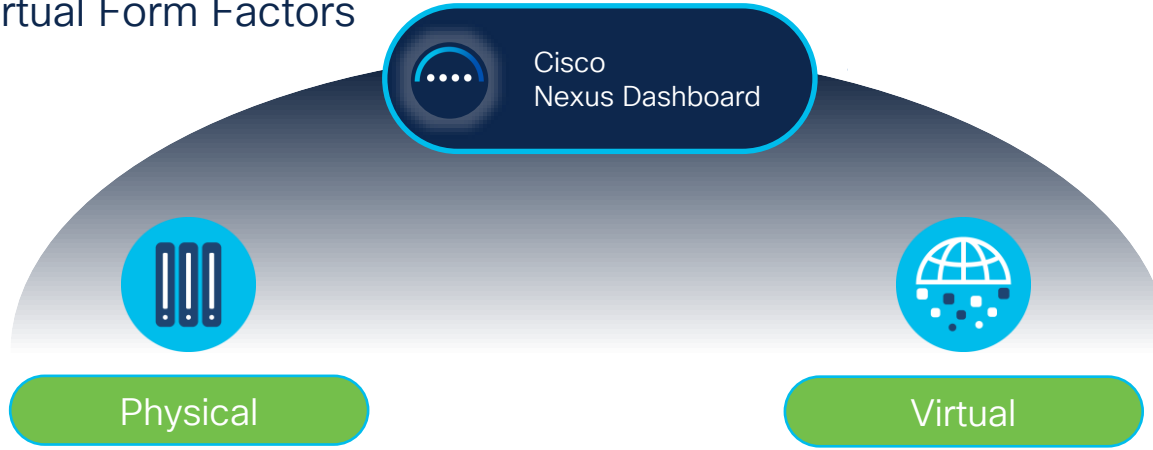 rtual Form Factors
Cisco
Nexus Dashboard
Physical
Virtual